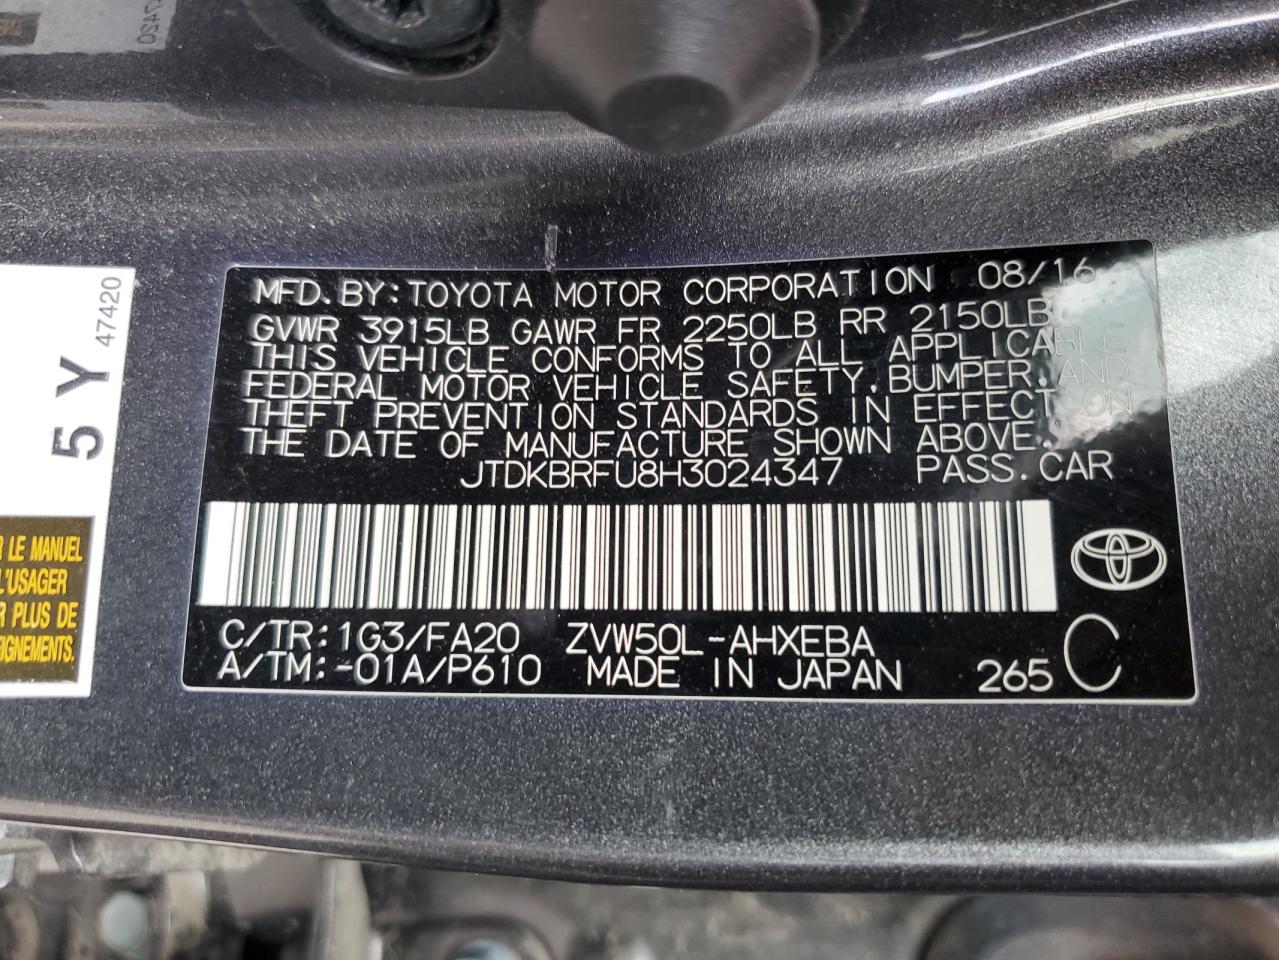 MFD.BY:TOYOTA MOTOR CORPORATION 08/16
GVWR 3915LB GAWR FR 2250LB RR 2150LB
THIS VEHICLE CONFORMS TO ALL APPLICABLE
FEDERAL MOTOR VEHICLE SAFETY,BUMPER,AND
THEFT PREVENTION STANDARDS IN EFFECT ON
THE DATE OF MANUFACTURE SHOWN ABOVE.
JTDKBRFU8H3024347 PASS.CAR
C/TR:1G3/FA20 ZVW50L-AHXEBA
A/TM:-01A/P610 MADE IN JAPAN 265 C
5 Y 47420
LE MANUEL
L'USAGER
PLUS DE